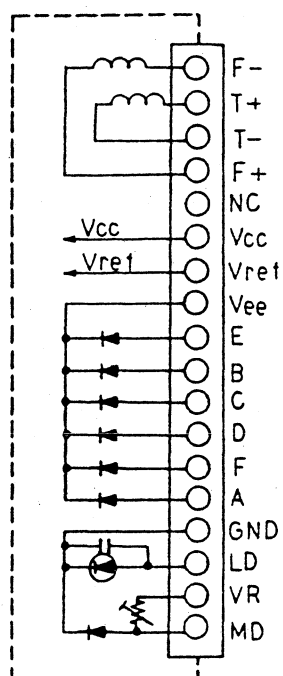 F-
T+
T-
F+
NC
Vcc Vcc
Vref Vref
Vee
E
B
C
D
F
A
GND
LD
VR
MD